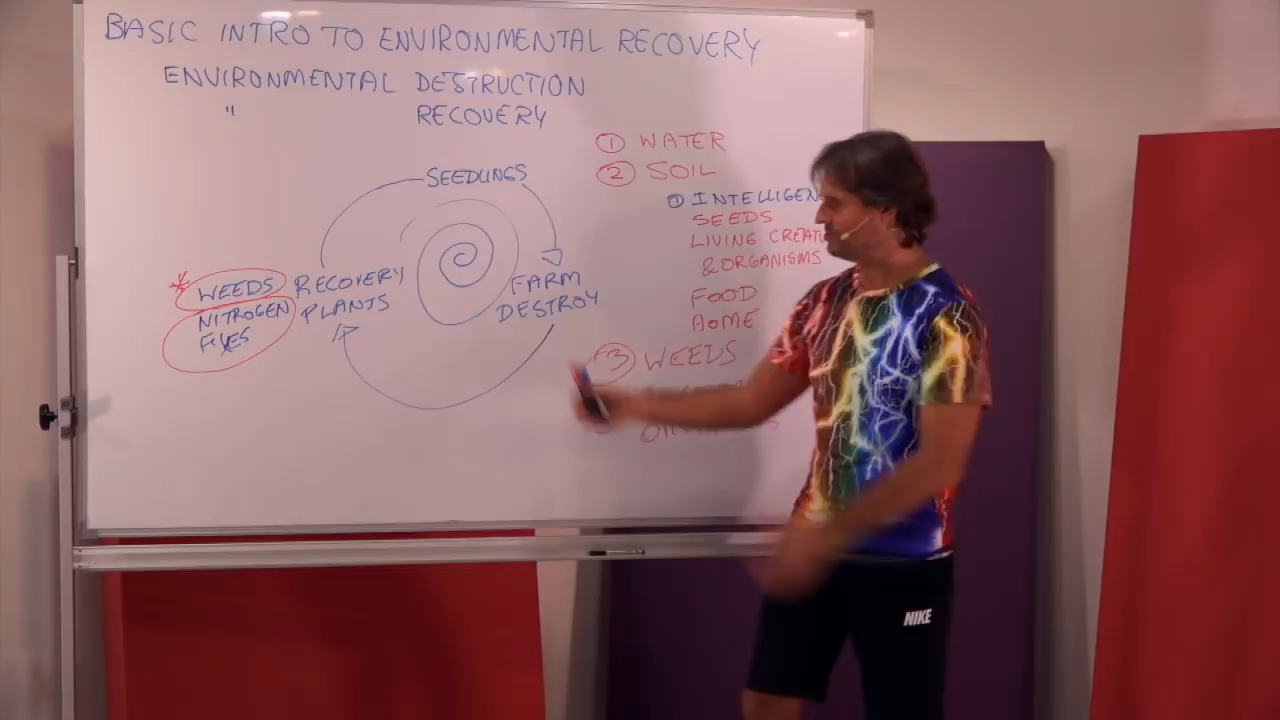 BASIC INTRO TO ENVIRONMENTAL RECOVERY
ENVIRONMENTAL DESTRUCTION
" RECOVERY
SEEDLINGS
FARM
DESTROY
RECOVERY
PLANTS
* WEEDS
NITROGEN
① WATER
② SOIL
① INTELLIGEN
SEEDS
LIVING CREAT
& ORGANISMS
FOOD
HOME
3 WEEDS
NIKE